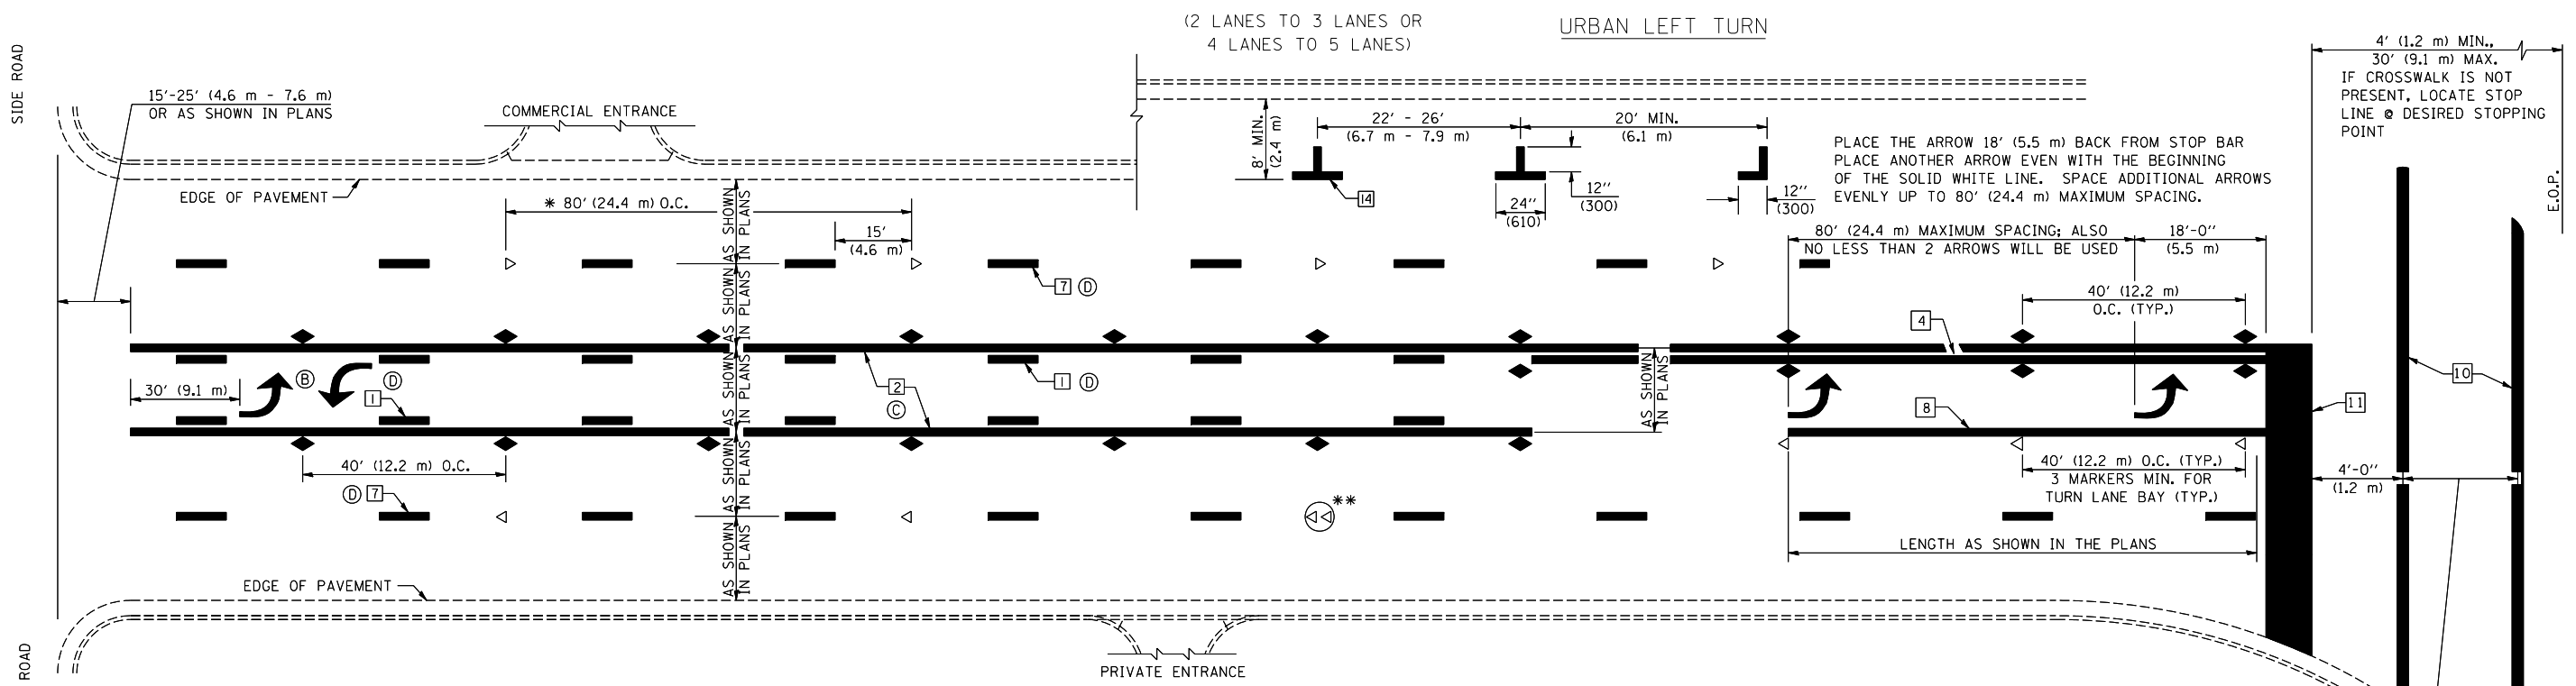 (2 LANES TO 3 LANES OR
4 LANES TO 5 LANES)
URBAN LEFT TURN
SIDE ROAD
15'-25' (4.6 m - 7.6 m)
OR AS SHOWN IN PLANS
COMMERCIAL ENTRANCE
EDGE OF PAVEMENT
* 80' (24.4 m) O.C.
15'
(4.6 m)
8' MIN.
(2.4 m)
22' - 26'
(6.7 m - 7.9 m)
20' MIN.
(6.1 m)
14
24"
(610)
12"
(300)
12"
(300)
PLACE THE ARROW 18' (5.5 m) BACK FROM STOP BAR
PLACE ANOTHER ARROW EVEN WITH THE BEGINNING
OF THE SOLID WHITE LINE. SPACE ADDITIONAL ARROWS
EVENLY UP TO 80' (24.4 m) MAXIMUM SPACING.
4' (1.2 m) MIN.,
30' (9.1 m) MAX.
IF CROSSWALK IS NOT
PRESENT, LOCATE STOP
LINE @ DESIRED STOPPING
POINT
E.O.P.
80' (24.4 m) MAXIMUM SPACING; ALSO
NO LESS THAN 2 ARROWS WILL BE USED
18'-0"
(5.5 m)
40' (12.2 m)
O.C. (TYP.)
AS SHOWN
IN PLANS
AS SHOWN
IN PLANS
AS SHOWN
IN PLANS
AS SHOWN
IN PLANS
AS SHOWN
IN PLANS
7 D
4
30' (9.1 m)
B
D
1
2
C
1 D
AS SHOWN
IN PLANS
8
10
11
40' (12.2 m) O.C.
D 7
**
40' (12.2 m) O.C. (TYP.)
3 MARKERS MIN. FOR
TURN LANE BAY (TYP.)
4'-0"
(1.2 m)
LENGTH AS SHOWN IN THE PLANS
EDGE OF PAVEMENT
PRIVATE ENTRANCE
ROAD